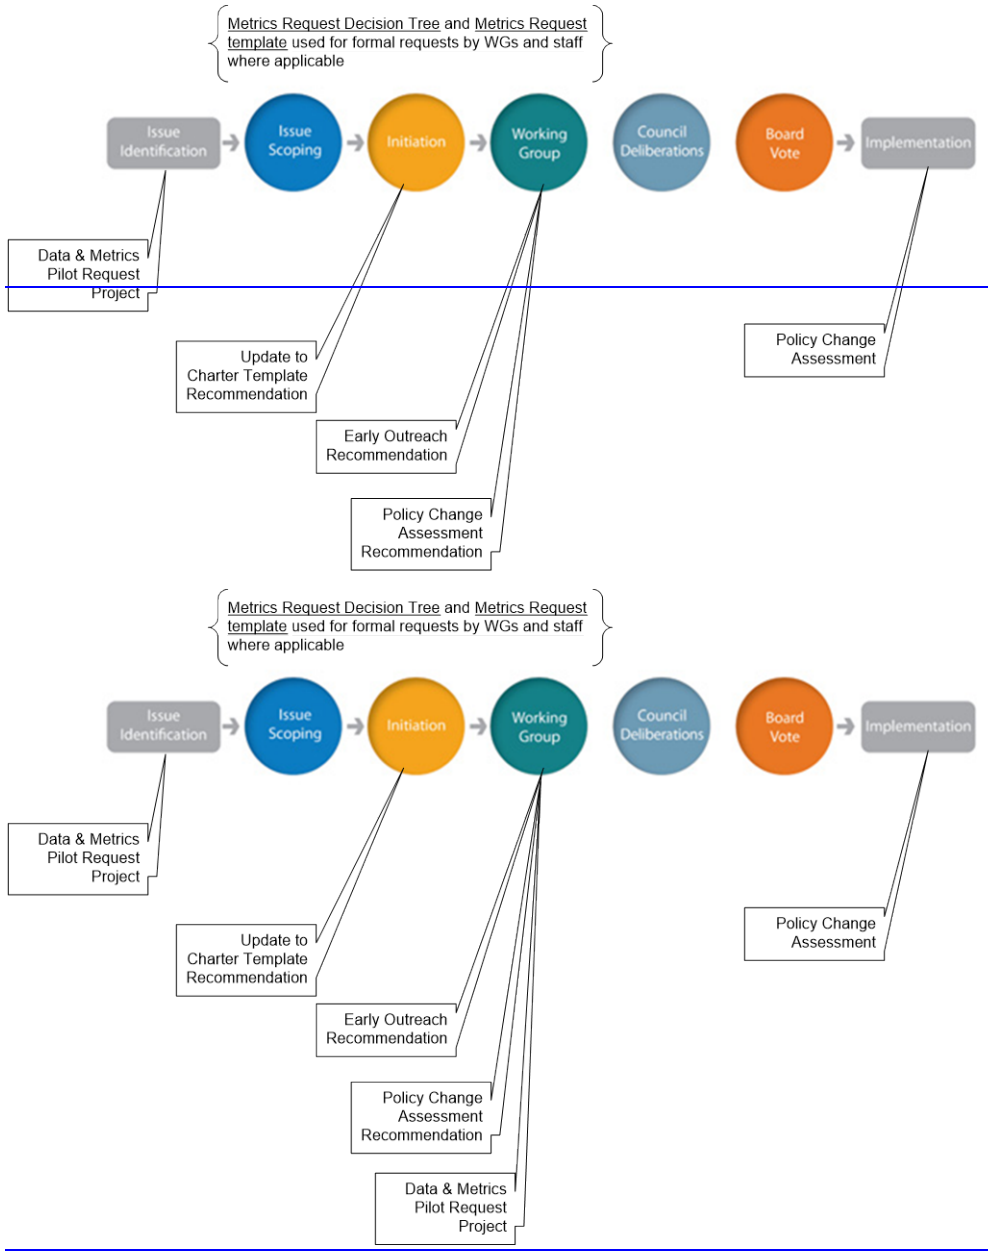 Metrics Request Decision Tree and Metrics Request
template used for formal requests by WGs and staff
where applicable
Issue
Identification
Issue
Scoping
Initiation
Working
Group
Council
Deliberations
Board
Vote
Implementation
Data & Metrics
Pilot Request
Project
Update to
Charter Template
Recommendation
Early Outreach
Recommendation
Policy Change
Assessment
Recommendation
Policy Change
Assessment
Metrics Request Decision Tree and Metrics Request
template used for formal requests by WGs and staff
where applicable
Issue
Identification
Issue
Scoping
Initiation
Working
Group
Council
Deliberations
Board
Vote
Implementation
Data & Metrics
Pilot Request
Project
Update to
Charter Template
Recommendation
Early Outreach
Recommendation
Policy Change
Assessment
Recommendation
Data & Metrics
Pilot Request
Project
Policy Change
Assessment